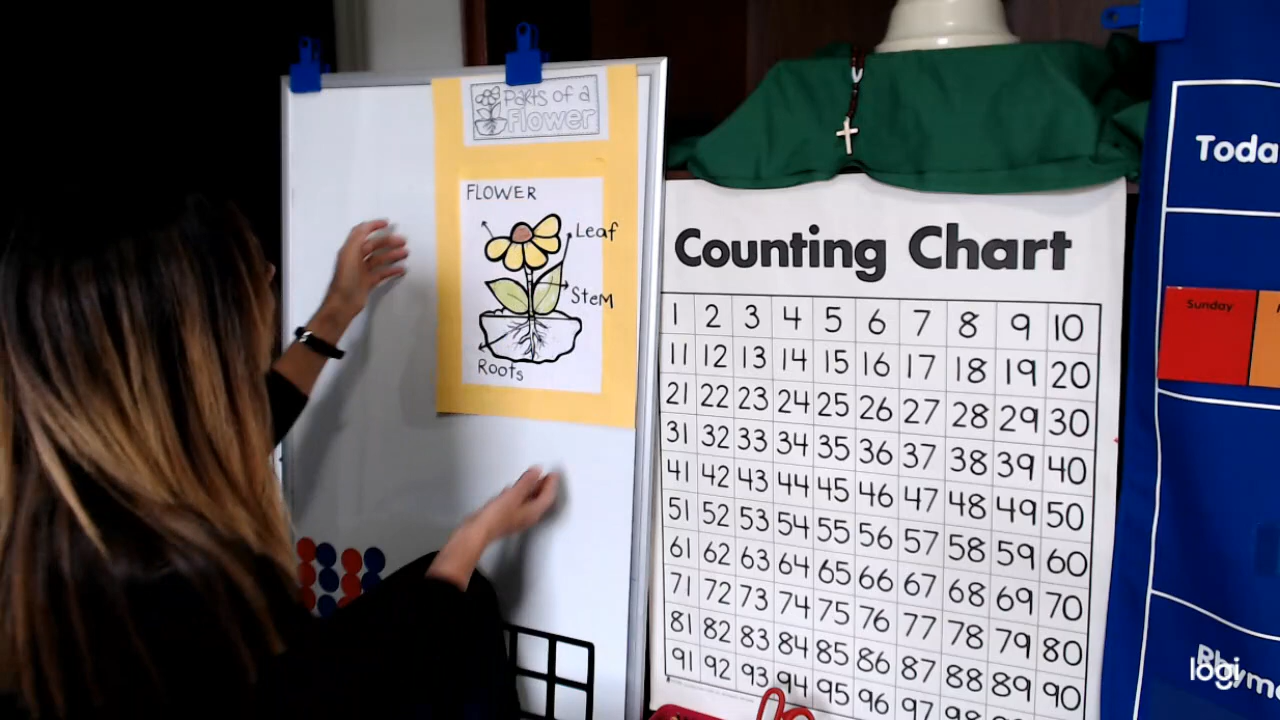 Parts of a
Flower
FLOWER
Leaf
Stem
Roots
Counting Chart
1 2 3 4 5 6 7 8 9 10
11 12 13 14 15 16 17 18 19 20
21 22 23 24 25 26 27 28 29 30
31 32 33 34 35 36 37 38 39 40
41 42 43 44 45 46 47 48 49 50
51 52 53 54 55 56 57 58 59 60
61 62 63 64 65 66 67 68 69 70
71 72 73 74 75 76 77 78 79 80
81 82 83 84 85 86 87 88 89 90
91 92 93 94 95 96 97 98
Toda
Sunday
logi